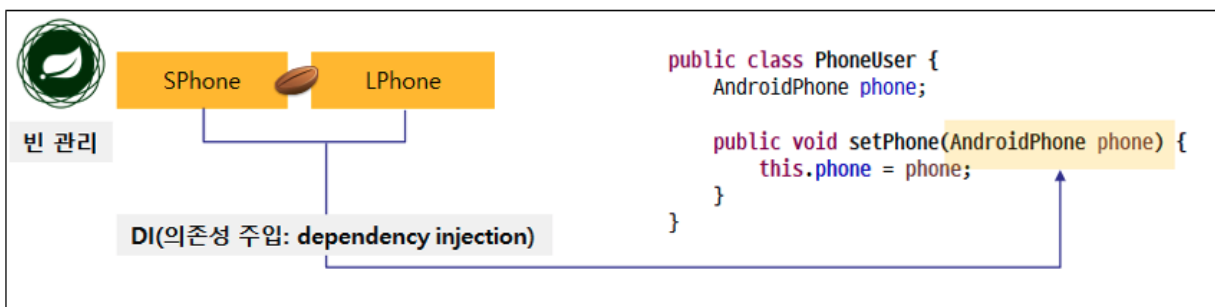 SPhone
LPhone
빈 관리
DI(의존성 주입: dependency injection)
public class PhoneUser {
AndroidPhone phone;
public void setPhone(AndroidPhone phone) {
this.phone = phone;
}
}